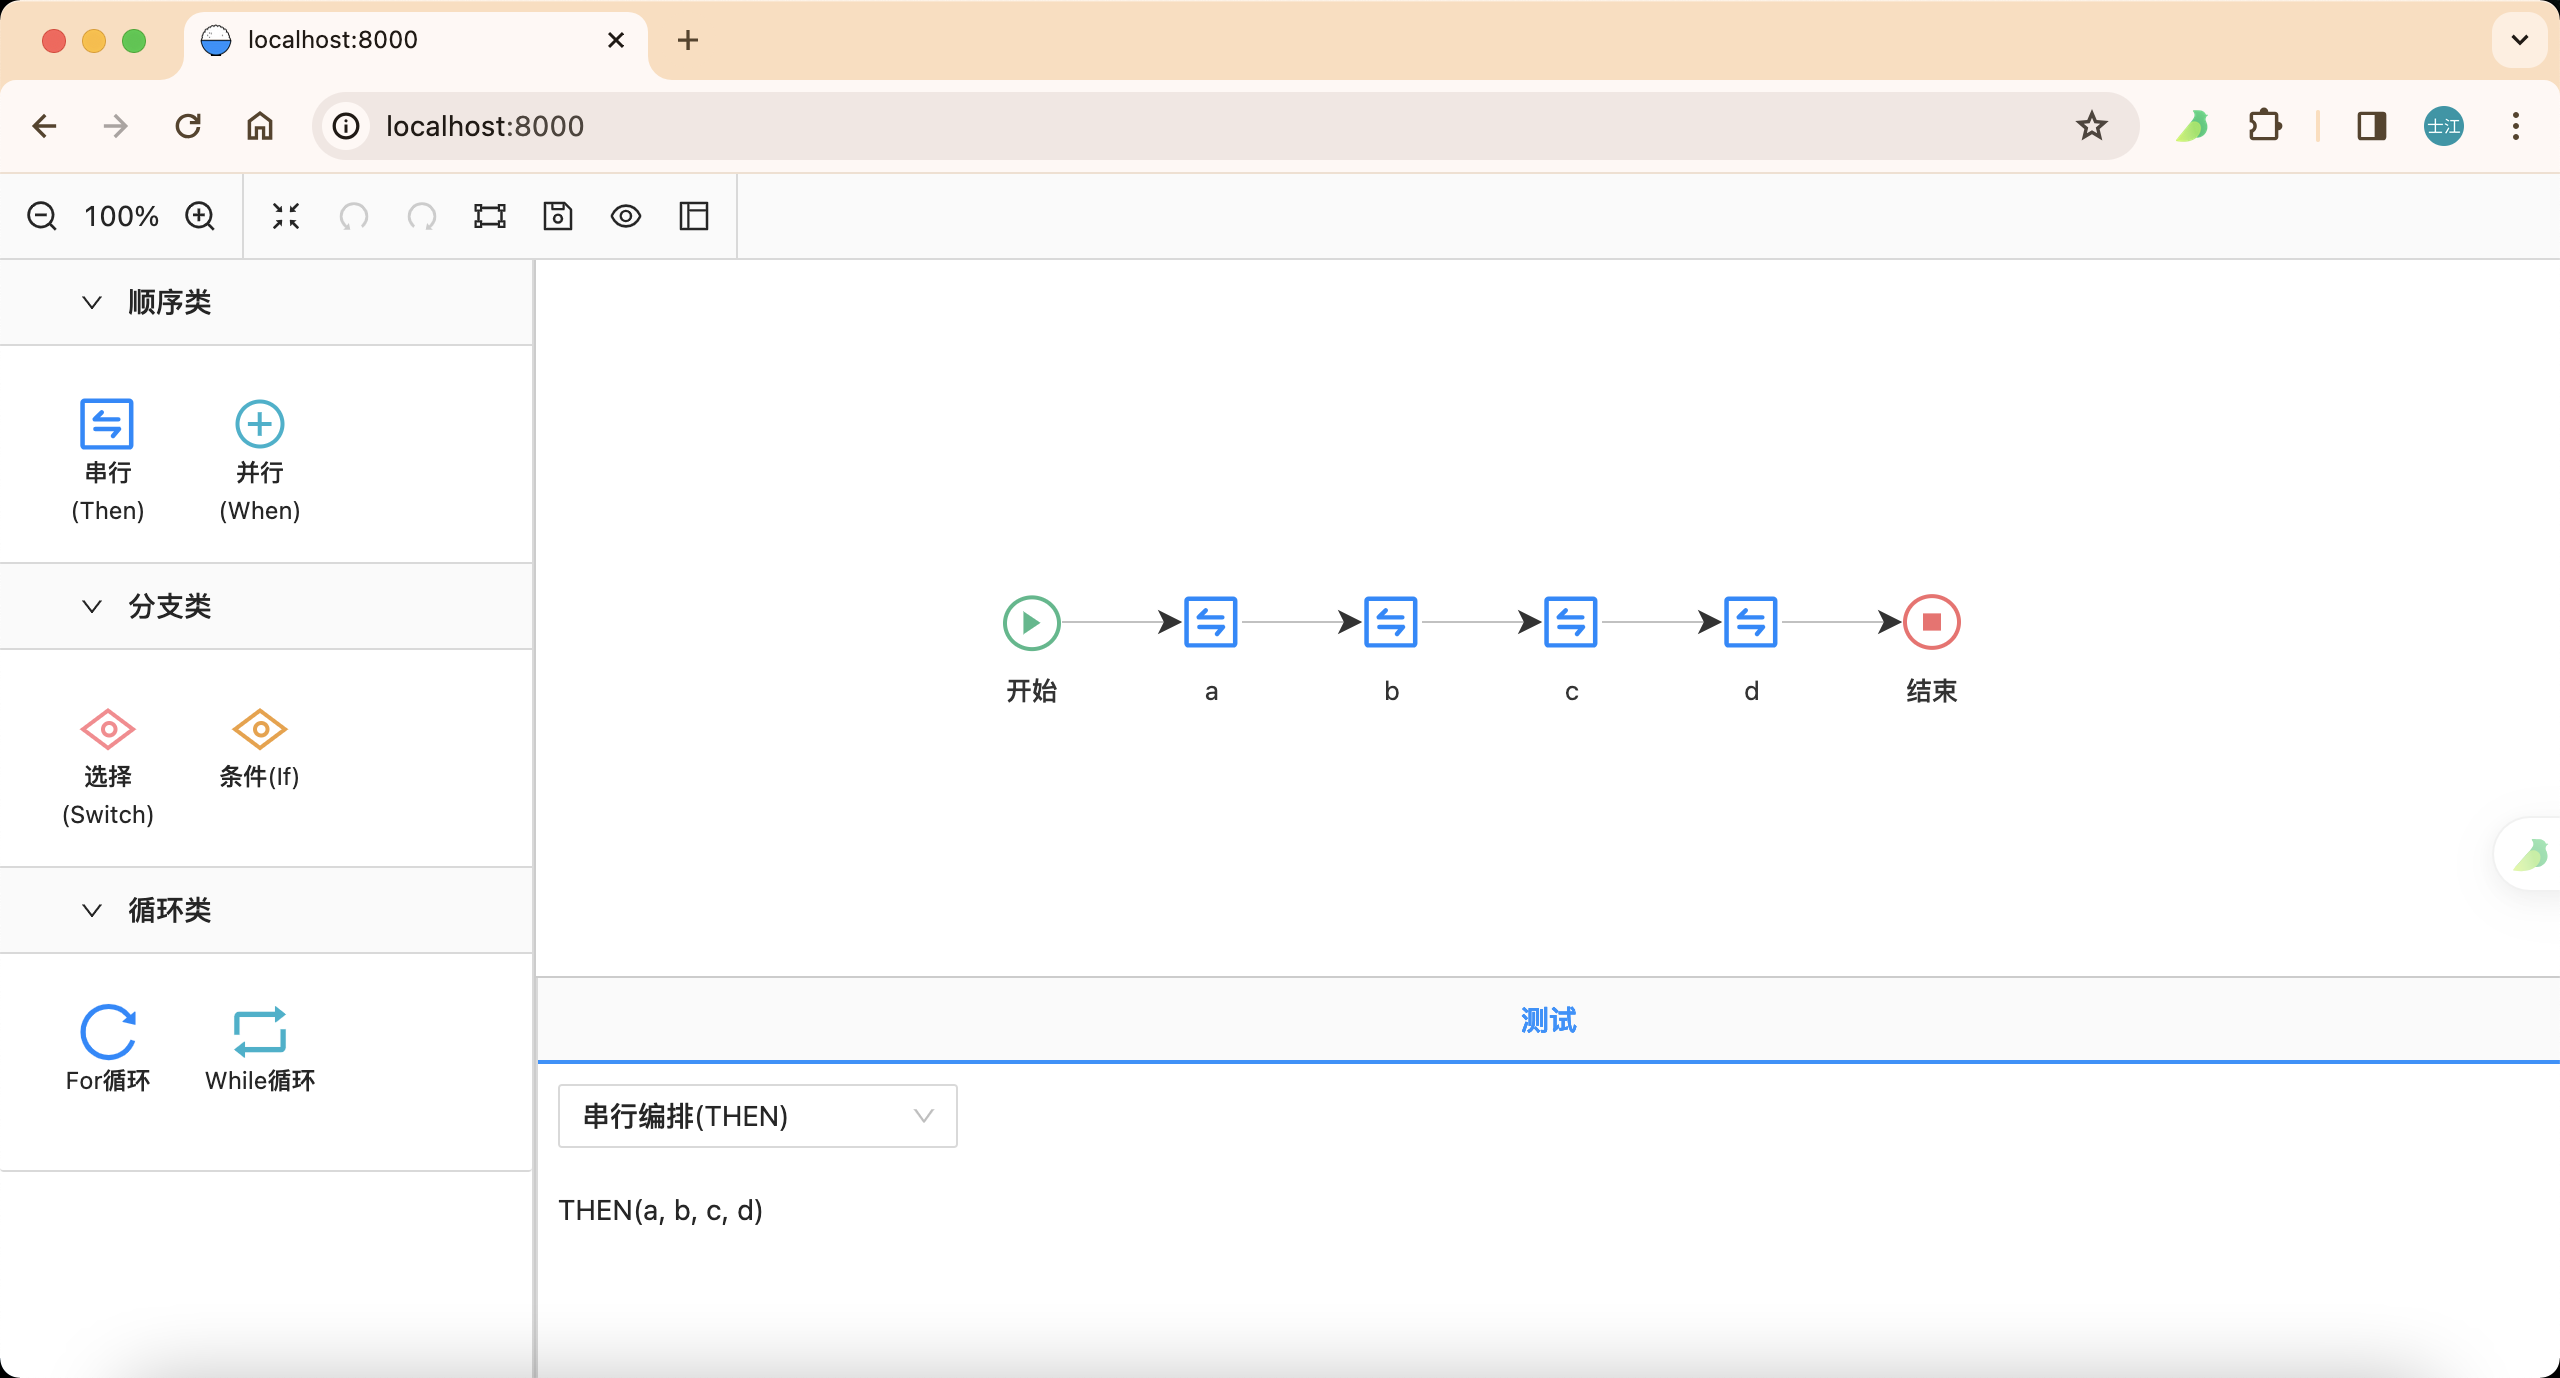 localhost:8000
localhost:8000
士江
100%
顺序类
串行
(Then)
并行
(When)
分支类
选择
(Switch)
条件(If)
循环类
For循环
While循环
开始
a
b
c
d
结束
测试
串行编排(THEN)
THEN(a, b, c, d)